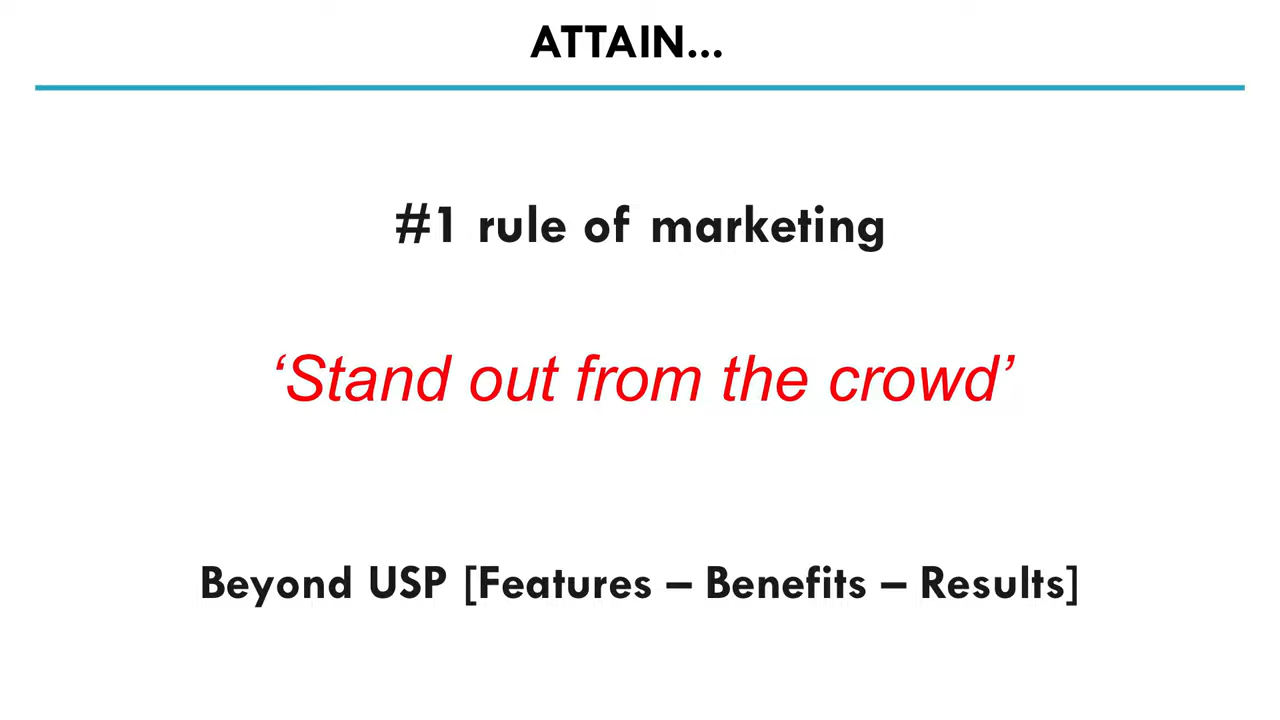 ATTAIN...
#1 rule of marketing
‘Stand out from the crowd’
Beyond USP [Features – Benefits – Results]